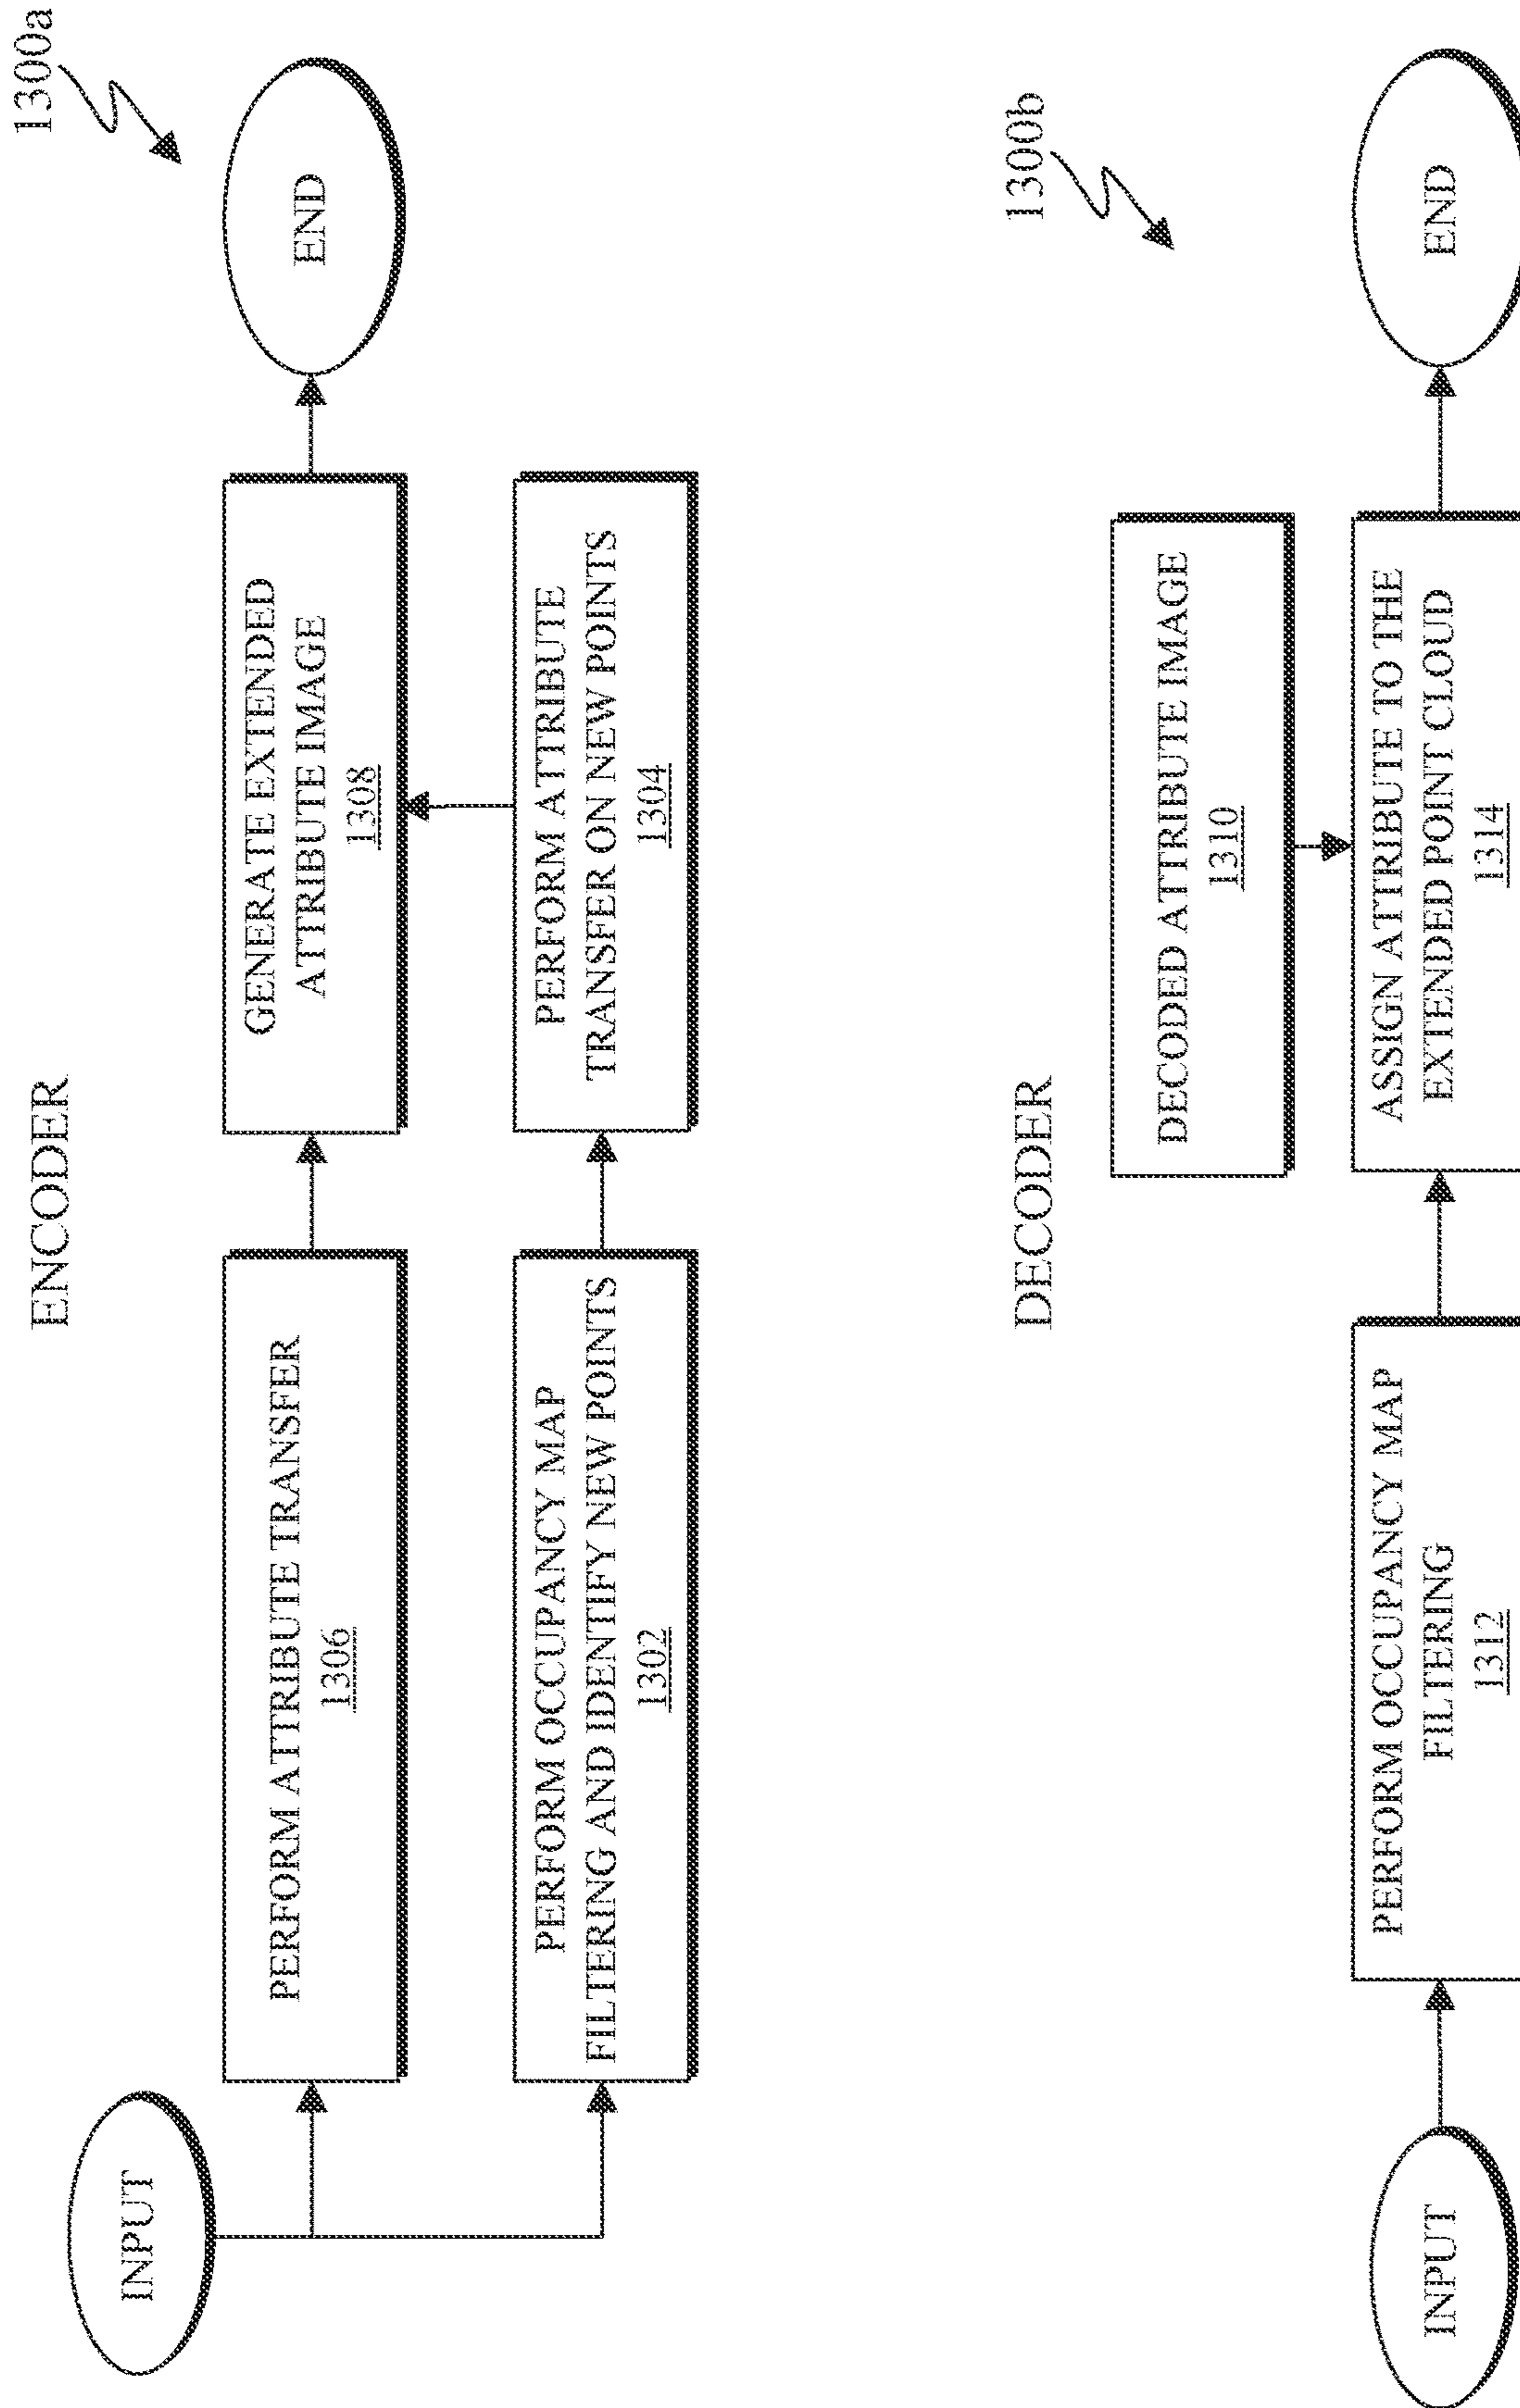 ENCODER
1300a
INPUT
PERFORM ATTRIBUTE TRANSFER
1306
GENERATE EXTENDED
ATTRIBUTE IMAGE
1308
END
PERFORM OCCUPANCY MAP
FILTERING AND IDENTIFY NEW POINTS
1302
PERFORM ATTRIBUTE
TRANSFER ON NEW POINTS
1304
DECODER
1300b
DECODED ATTRIBUTE IMAGE
1310
INPUT
PERFORM OCCUPANCY MAP
FILTERING
1312
ASSIGN ATTRIBUTE TO THE
EXTENDED POINT CLOUD
1314
END